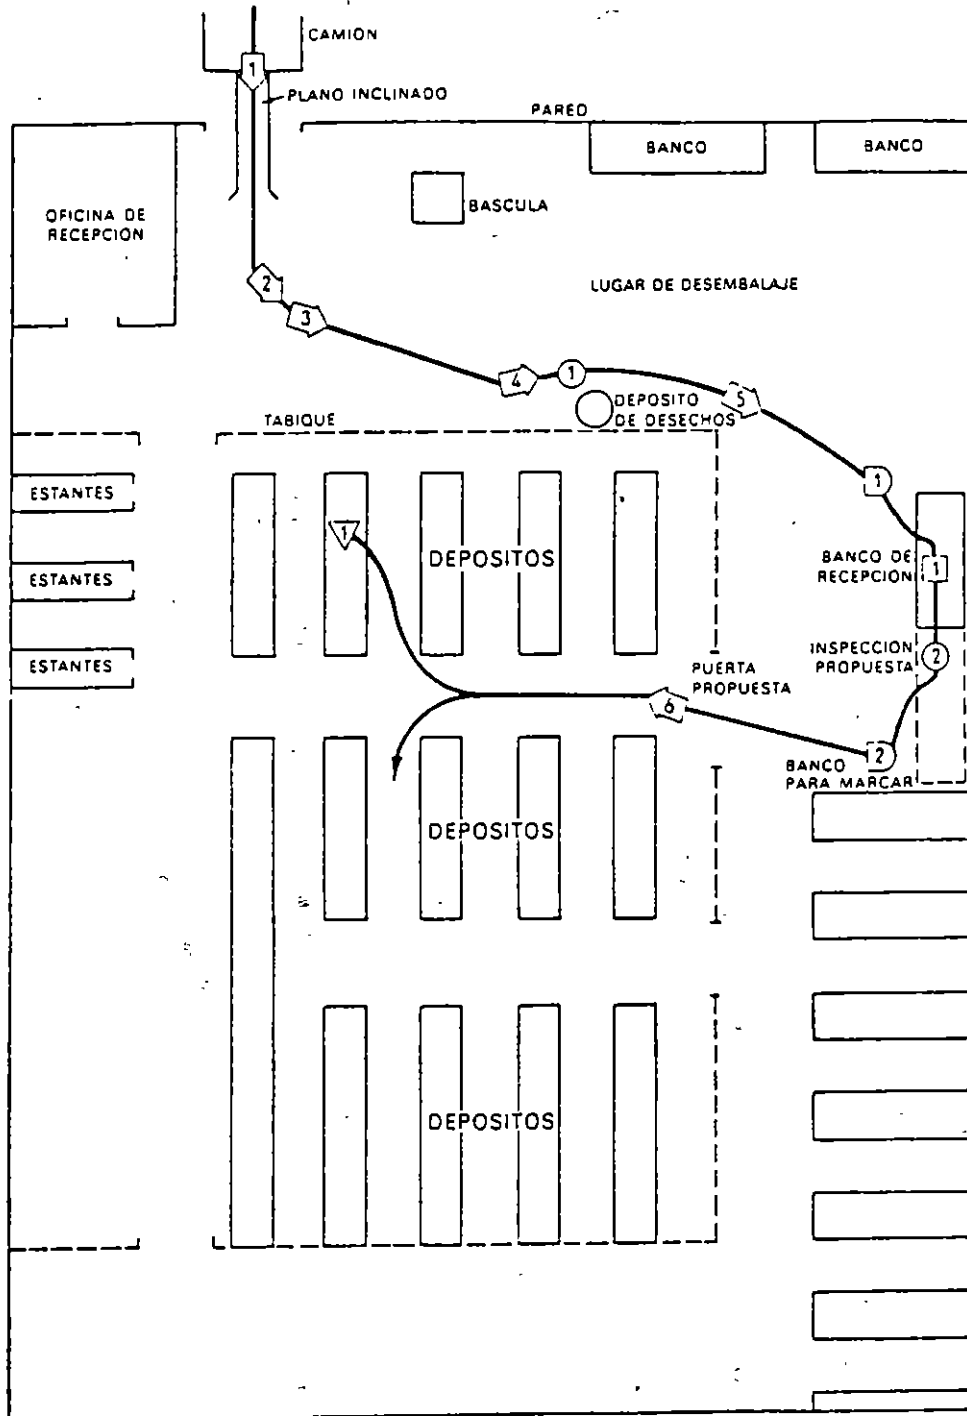 CAMION
1
PLANO INCLINADO
PARED
BANCO
BANCO
BASCULA
OFICINA DE
RECEPCION
2
LUGAR DE DESEMBALAJE
3
4
1
5
DEPOSITO
DE DESECHOS
TABIQUE
1
ESTANTES
1
DEPOSITOS
BANCO DE
RECEPCION
1
ESTANTES
INSPECCION
PROPUESTA
2
ESTANTES
PUERTA
PROPUESTA
6
2
BANCO
PARA MARCAR
DEPOSITOS
DEPOSITOS